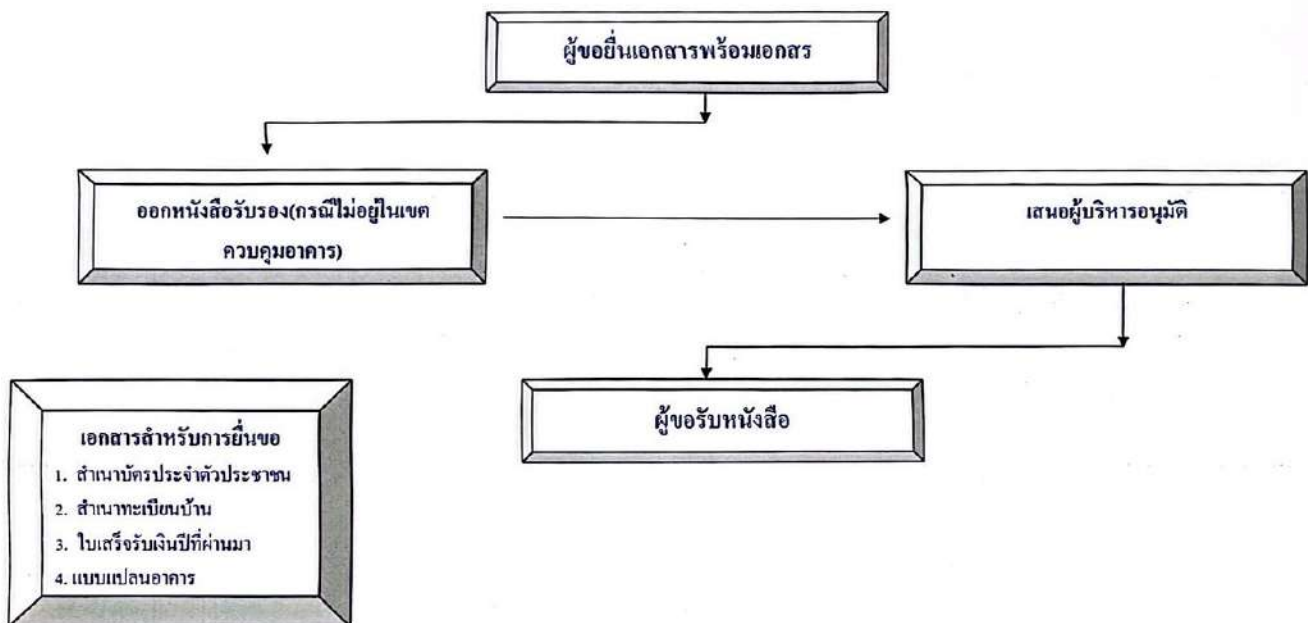 ผู้ขอยื่นเอกสารพร้อมเอกสร
ออกหนังสือรับรอง(กรณีไม่อยู่ในเขต
ควบคุมอาคาร)
เสนอผู้บริหารอนุมัติ
ผู้ขอรับหนังสือ
เอกสารสำหรับการยื่นขอ
1. สำเนาบัตรประจำตัวประชาชน
2. สำเนาทะเบียนบ้าน
3. ใบเสร็จรับเงินปีที่ผ่านมา
4. แบบแปลนอาคาร